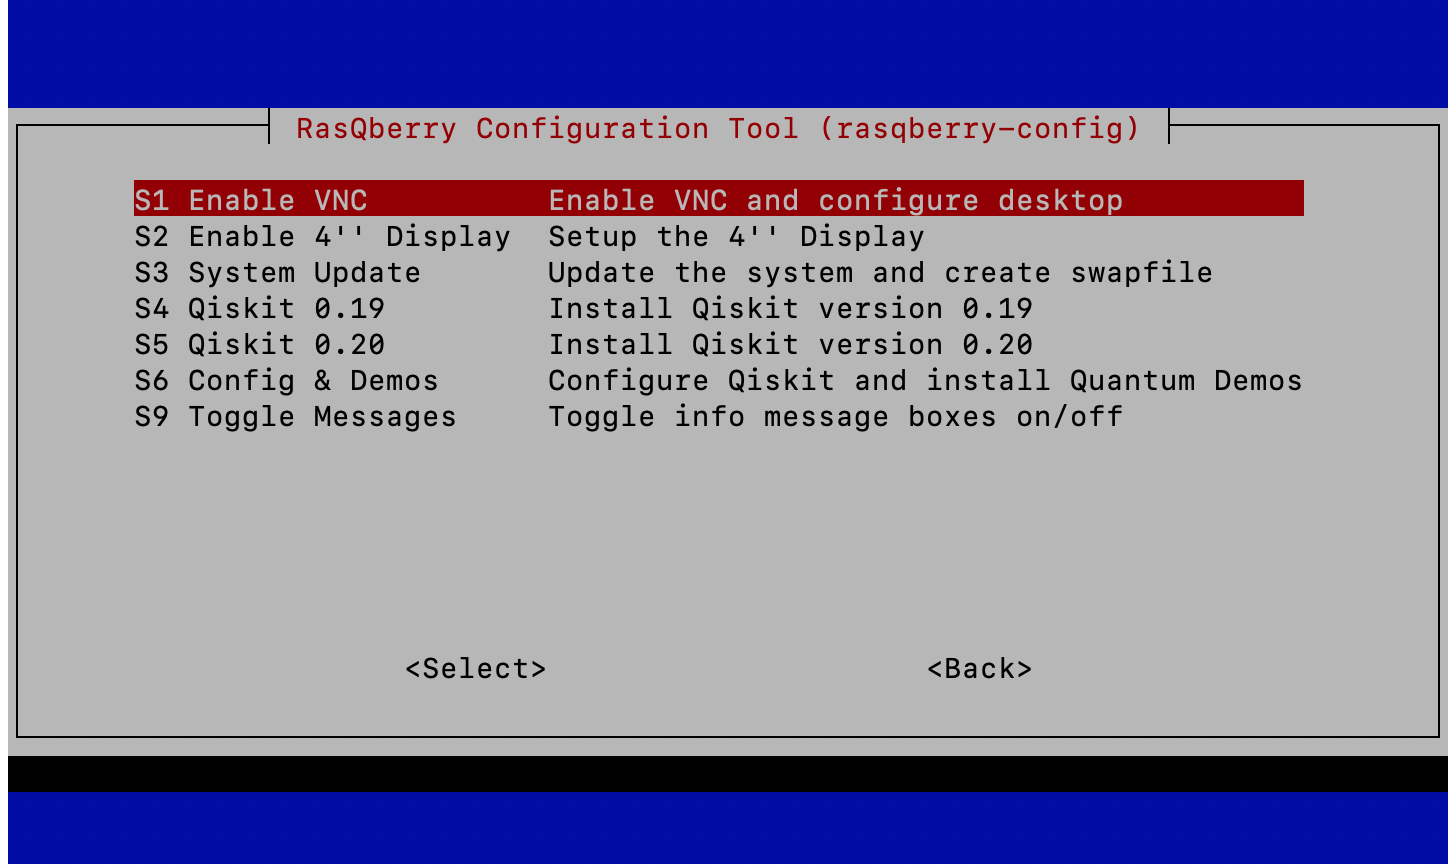 RasQberry Configuration Tool (rasqberry-config)
S1 Enable VNC Enable VNC and configure desktop
S2 Enable 4'' Display Setup the 4'' Display
S3 System Update Update the system and create swapfile
S4 Qiskit 0.19 Install Qiskit version 0.19
S5 Qiskit 0.20 Install Qiskit version 0.20
S6 Config & Demos Configure Qiskit and install Quantum Demos
S9 Toggle Messages Toggle info message boxes on/off
<Select> <Back>